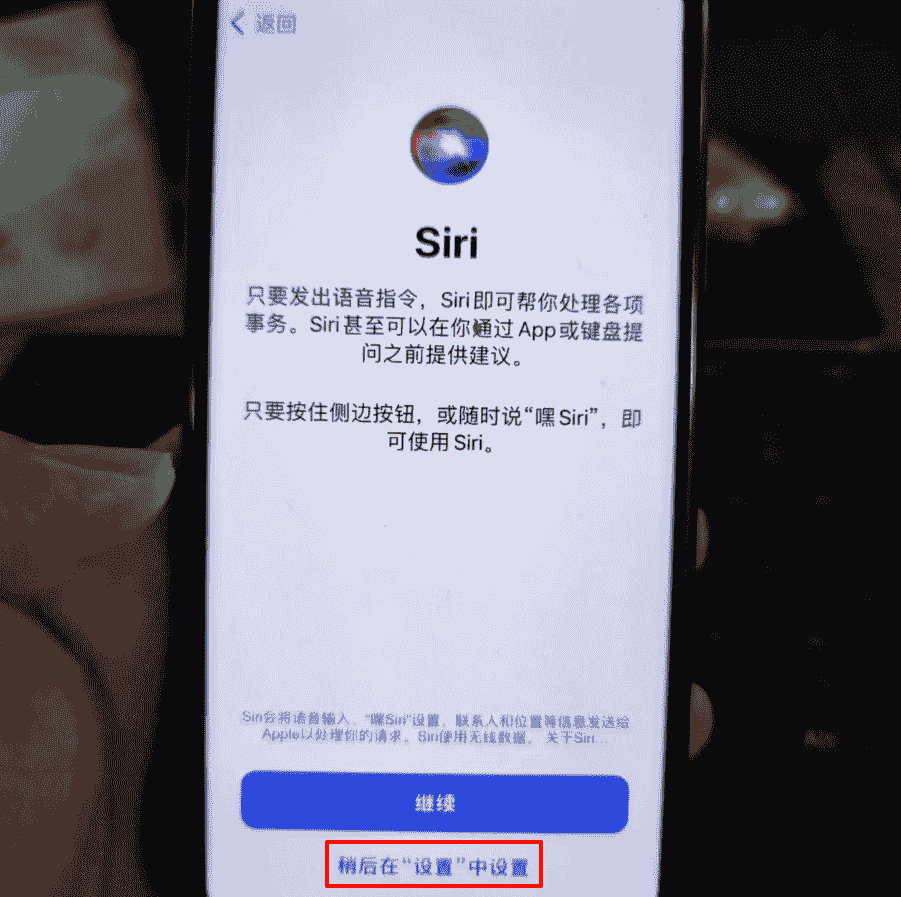 返回
Siri
只要发出语音指令，Siri即可帮你处理各项
事务。Siri甚至可以在你通过App或键盘提
问之前提供建议。
只要按住侧边按钮，或随时说“嘿Siri”，即
可使用Siri。
Siri会将语音输入、“嘿Siri”设置、联系人和位置等信息发送给
Apple以处理你的请求。Siri使用无线数据。关于Siri...
继续
稍后在“设置”中设置